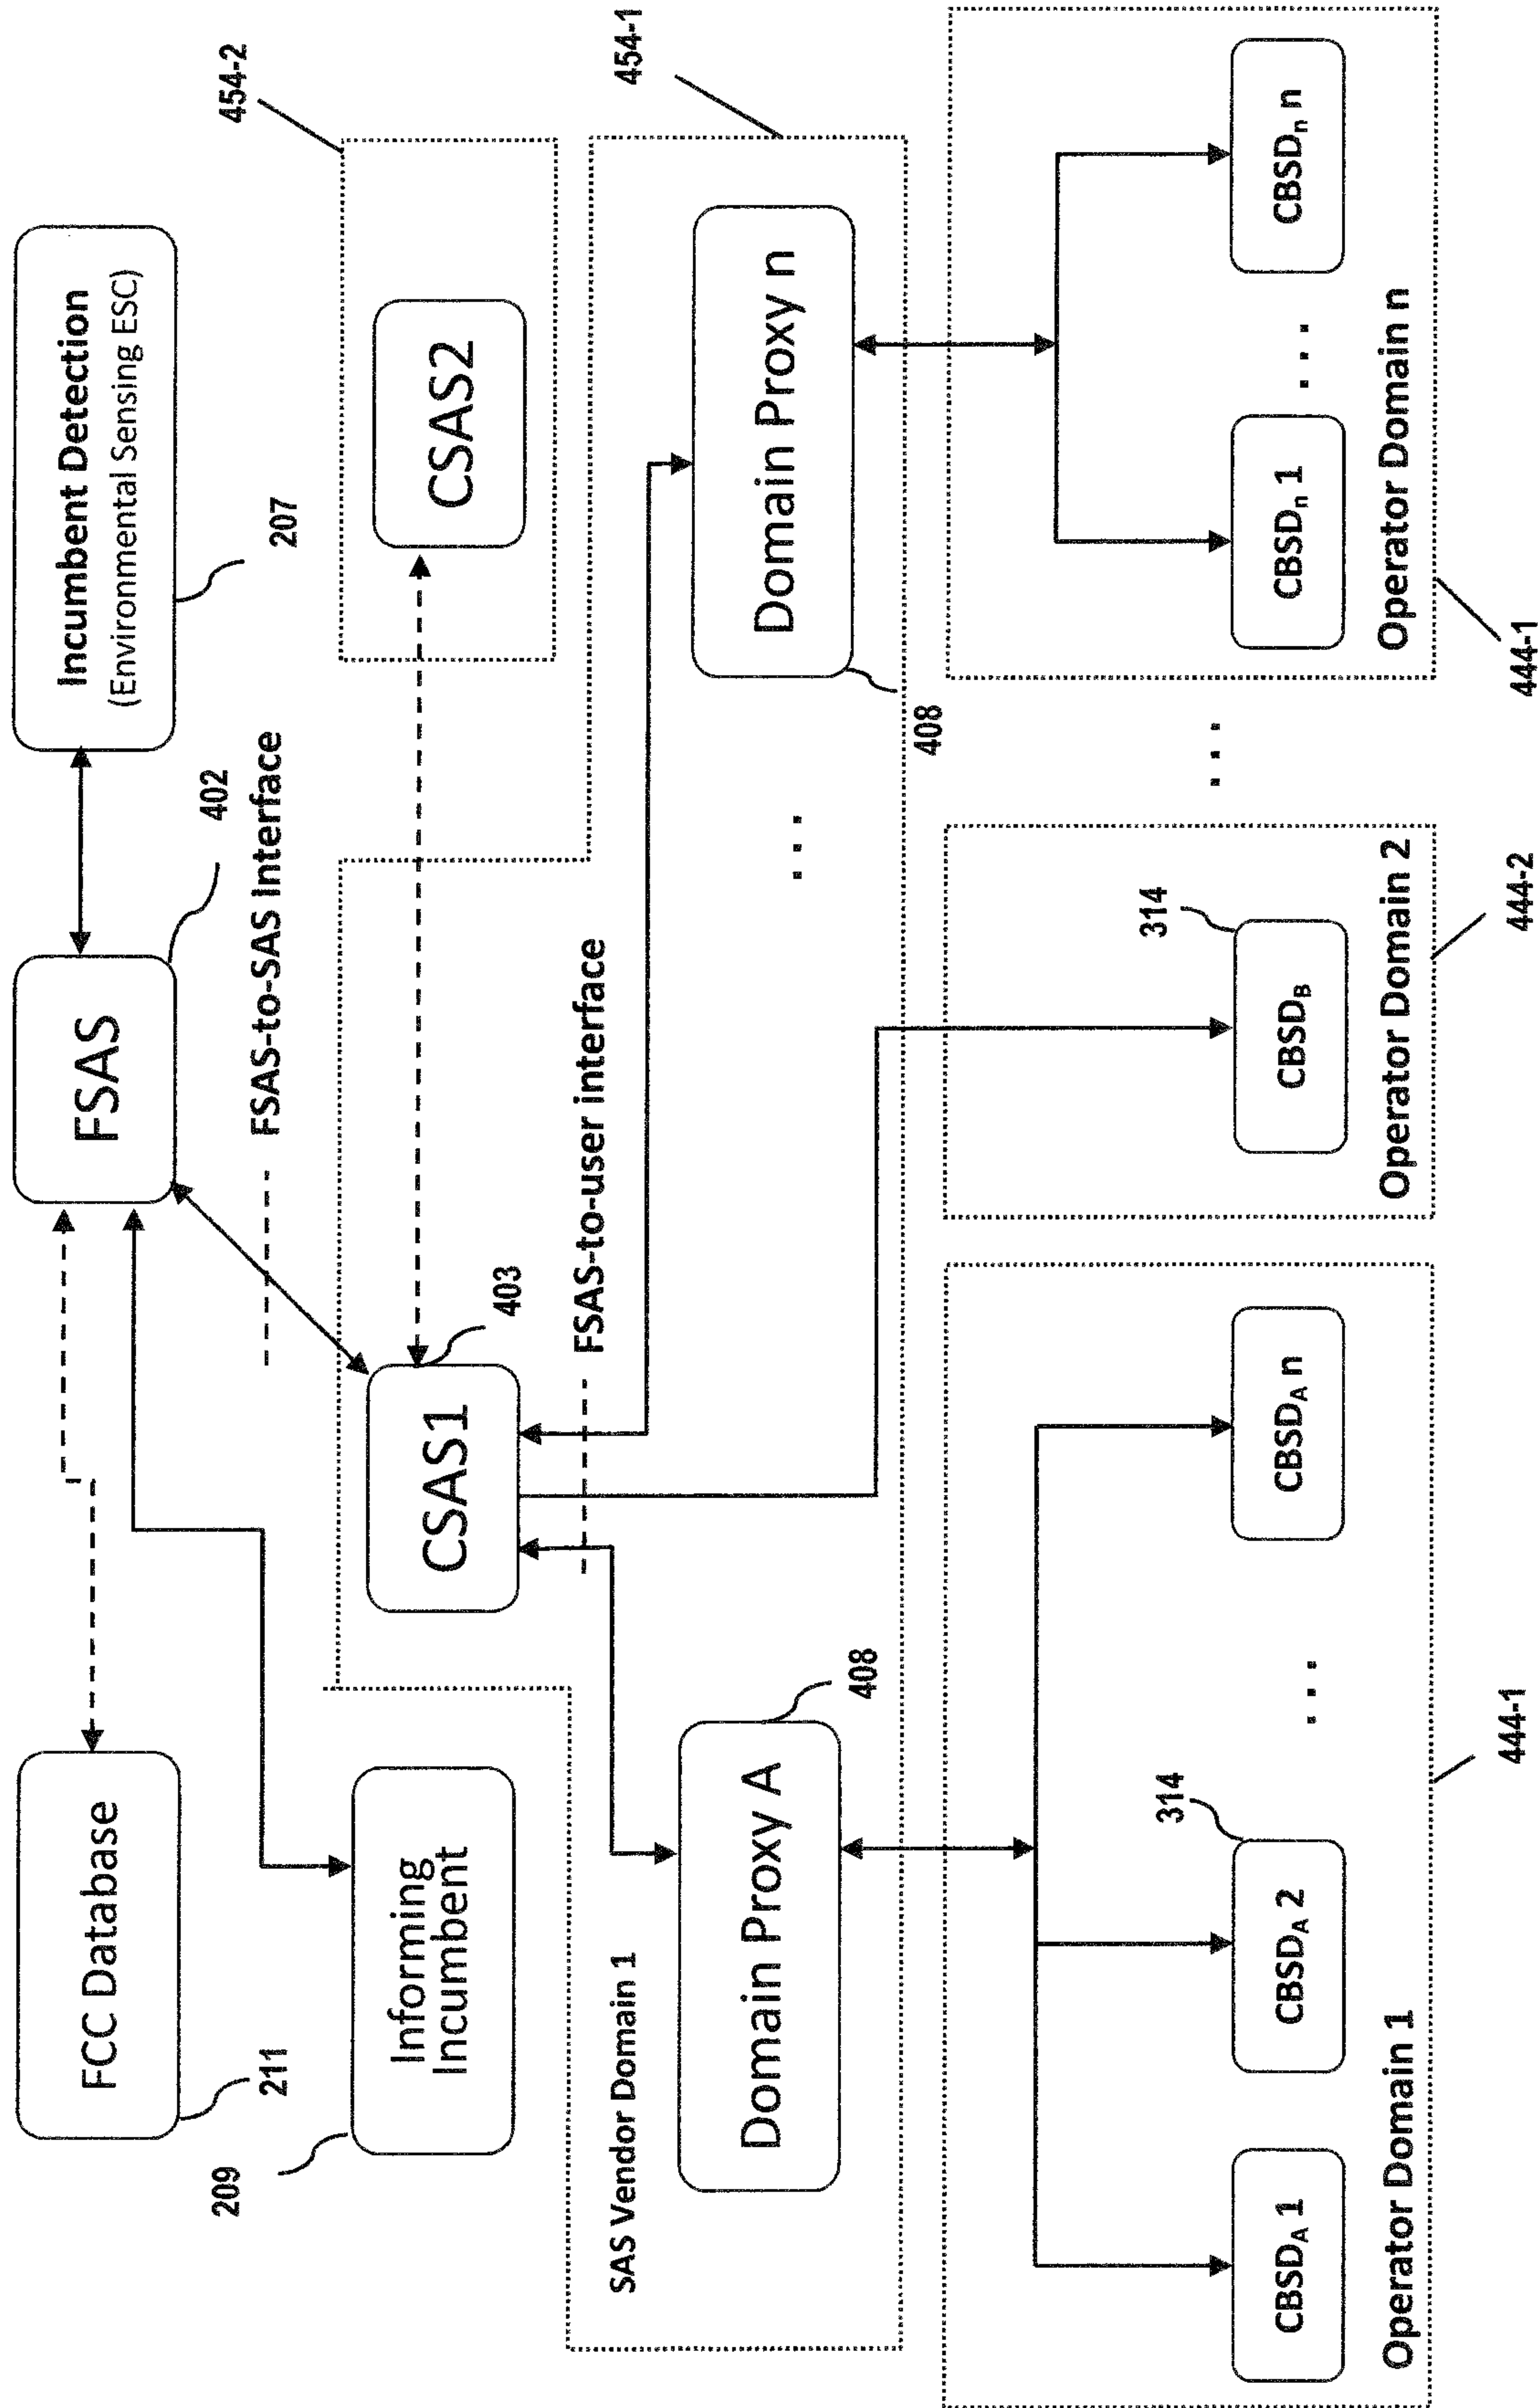 FCC Database
211
FSAS
402
Incumbent Detection
(Environmental Sensing ESC)
207
Informing
Incumbent
209
FSAS-to-SAS Interface
454-2
CSAS1
403
CSAS2
FSAS-to-user interface
454-1
SAS Vendor Domain 1
Domain Proxy A
408
. . .
Domain Proxy n
408
CBSDA 1
CBSDA 2
314
. . .
CBSDA n
Operator Domain 1
444-1
CBSDB
314
Operator Domain 2
444-2
. . .
CBSDn 1
. . .
CBSDn n
Operator Domain n
444-1